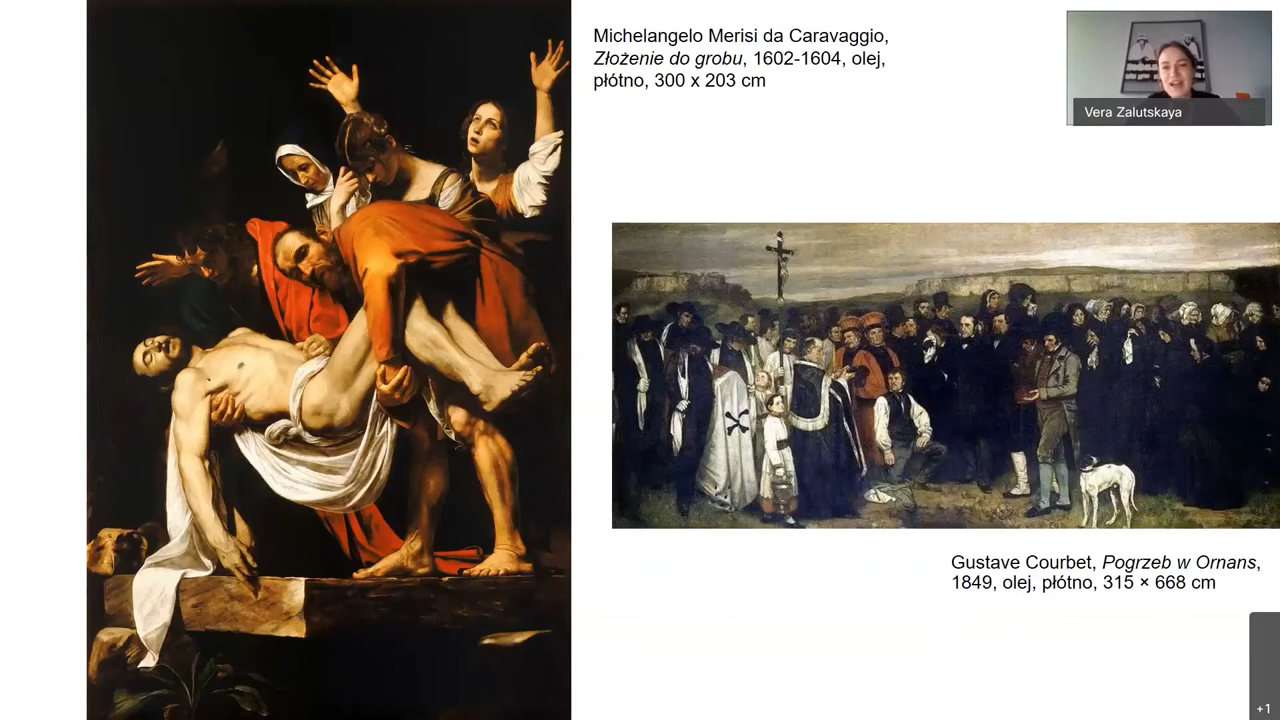 Michelangelo Merisi da Caravaggio,
Złożenie do grobu, 1602-1604, olej,
płótno, 300 x 203 cm
Vera Zalutskaya
Gustave Courbet, Pogrzeb w Ornans,
1849, olej, płótno, 315 × 668 cm
+1